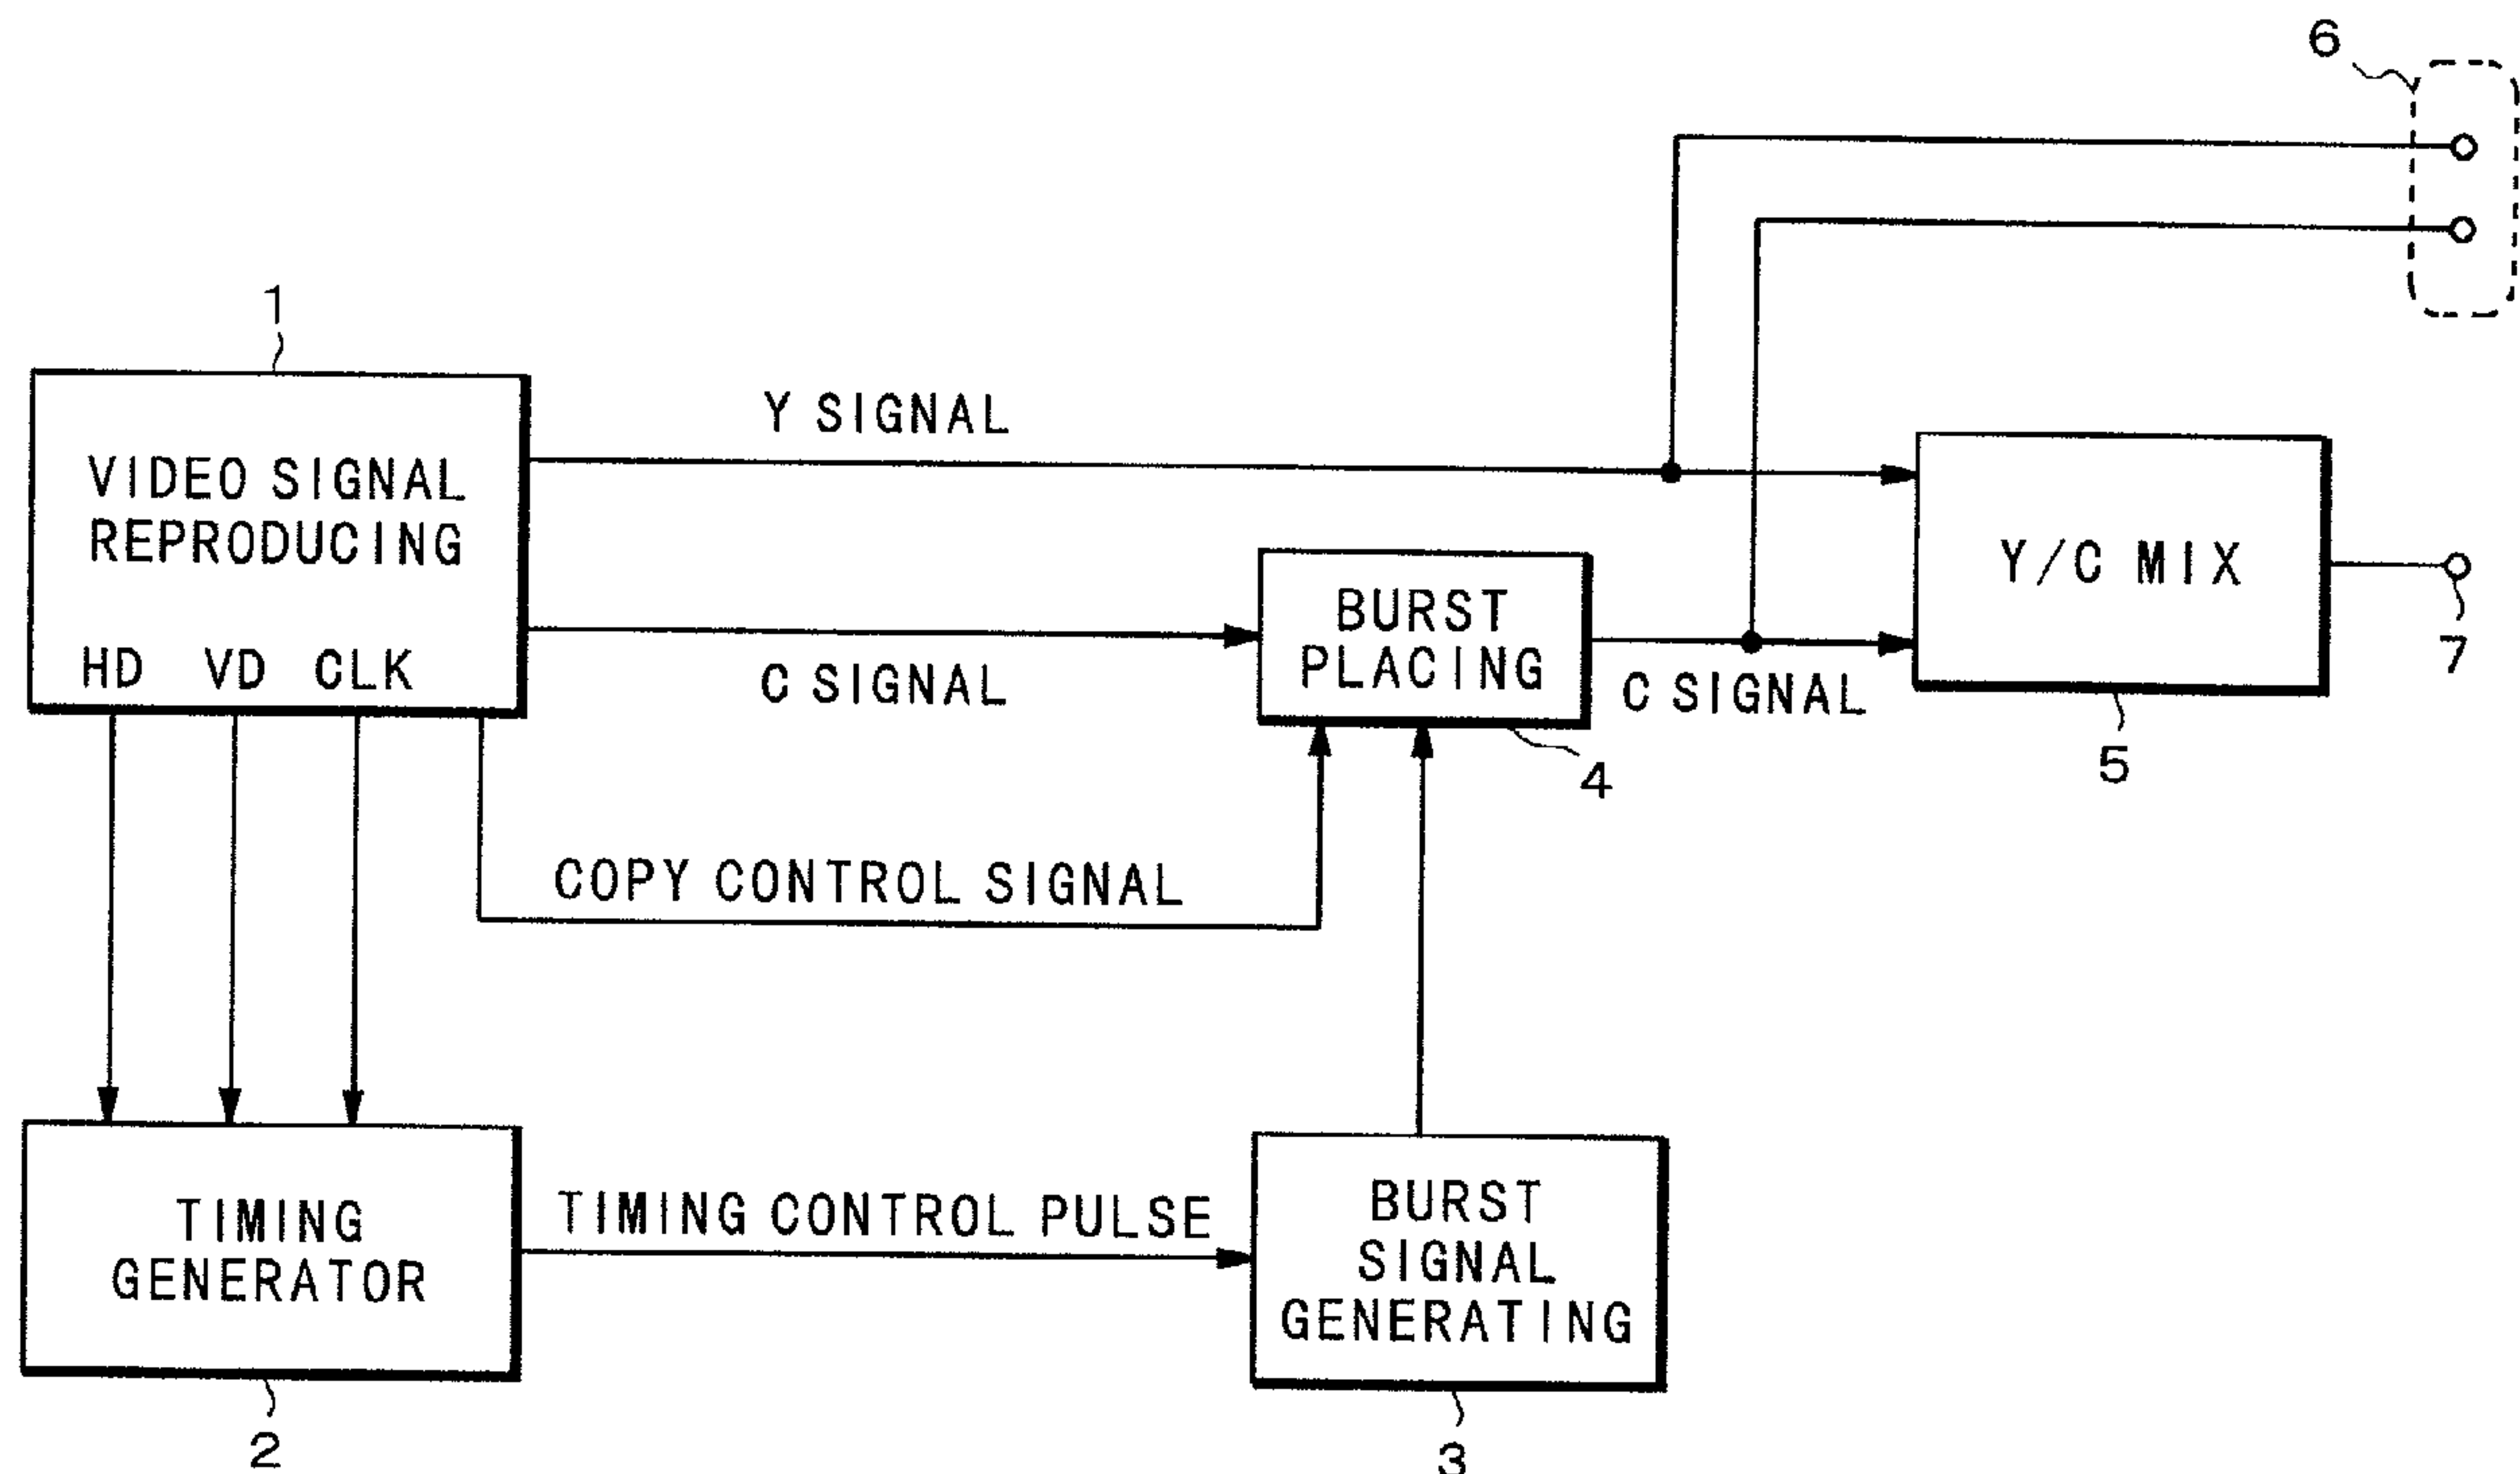 6
1
Y SIGNAL
VIDEO SIGNAL
REPRODUCING
HD VD CLK
C SIGNAL
BURST
PLACING
C SIGNAL
Y/C MIX
7
5
4
COPY CONTROL SIGNAL
TIMING
GENERATOR
TIMING CONTROL PULSE
BURST
SIGNAL
GENERATING
2
3